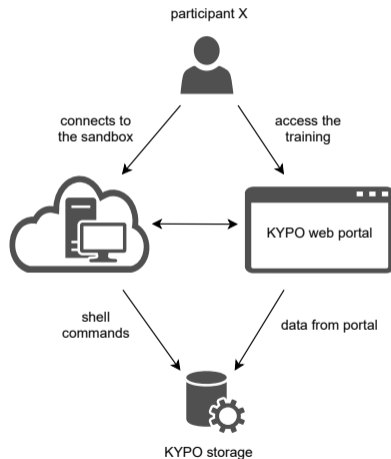 participant X
connects to
the sandbox
access the
training
KYPO web portal
shell
commands
data from portal
KYPO storage